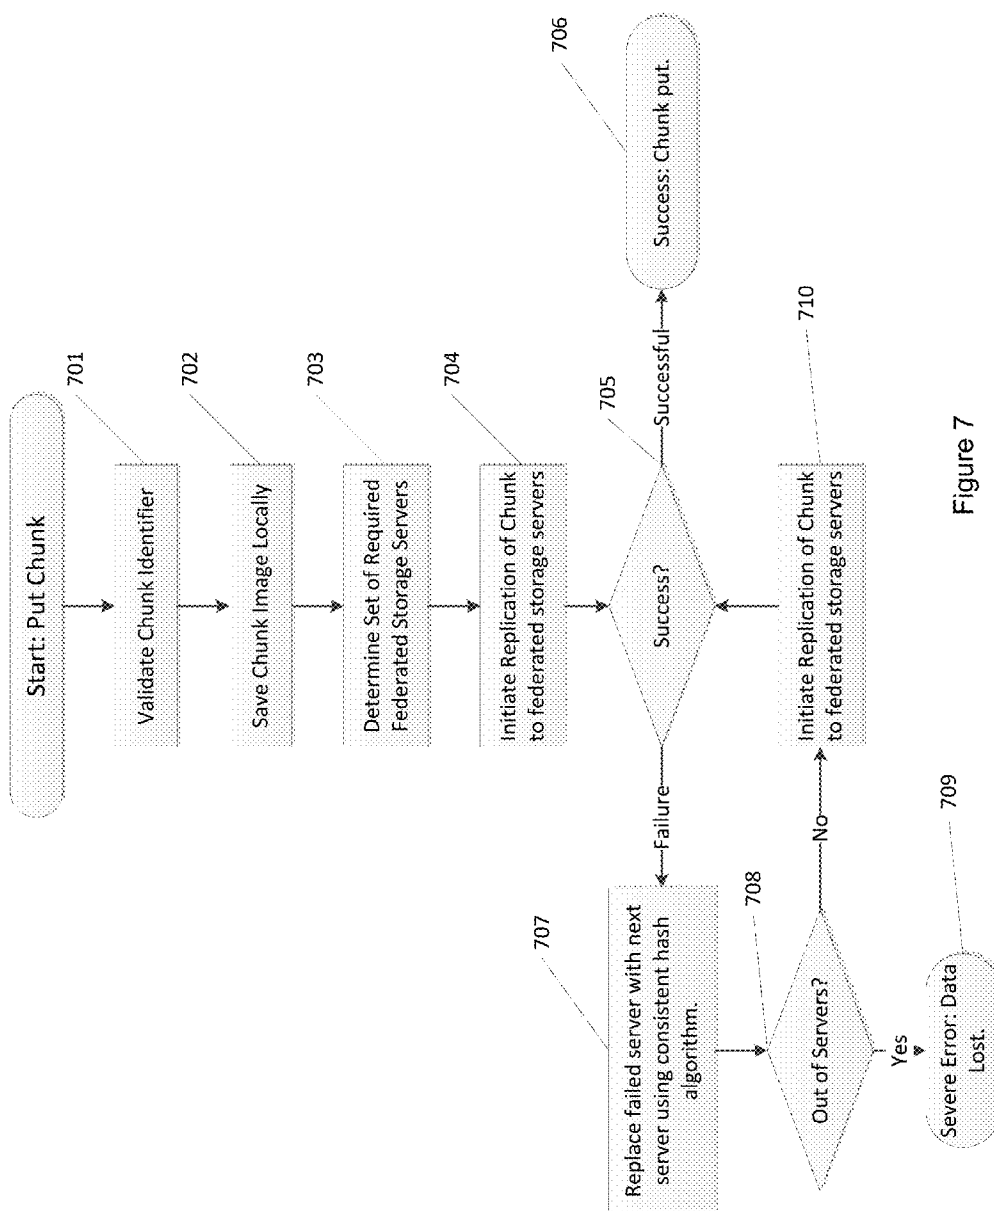 Start: Put Chunk
701
Validate Chunk Identifier
702
Save Chunk Image Locally
703
Determine Set of Required
Federated Storage Servers
704
Initiate Replication of Chunk
to federated storage servers
705
Success?
Successful
706
Success: Chunk put.
Failure
707
Replace failed server with next
server using consistent hash
algorithm.
708
Out of Servers?
No
710
Initiate Replication of Chunk
to federated storage servers
Yes
709
Severe Error: Data
Lost.
Figure 7